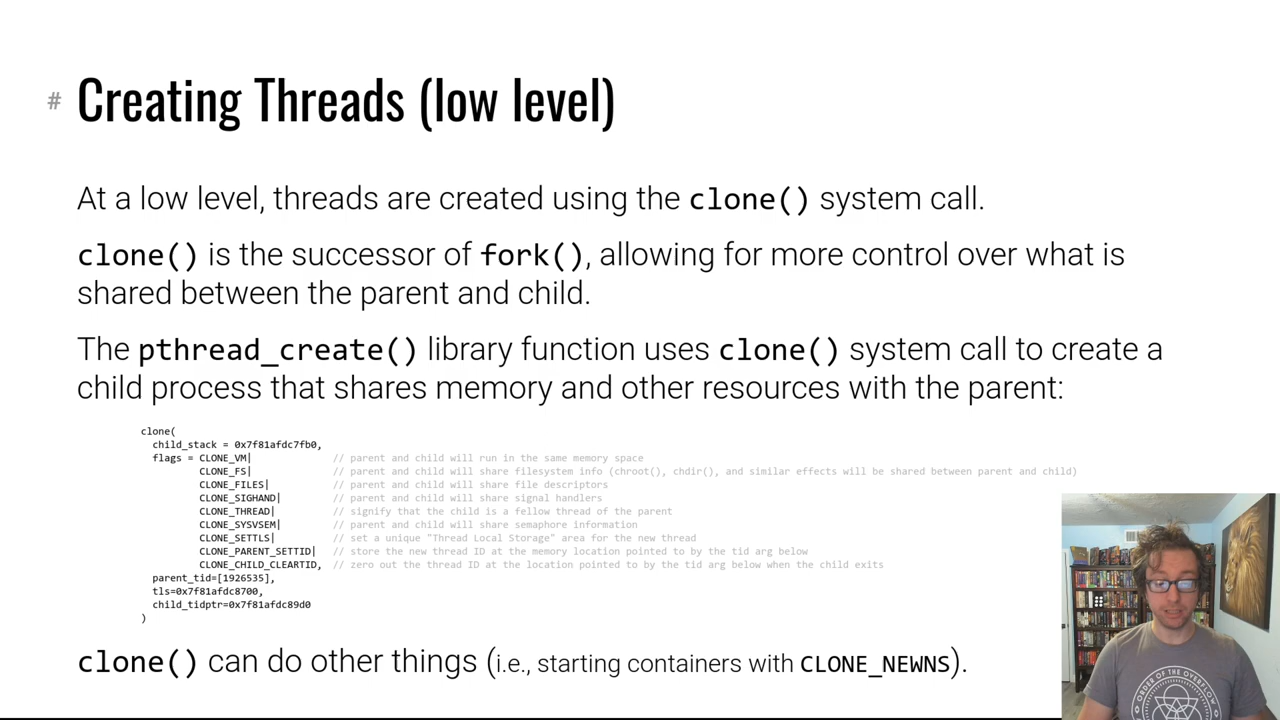 # Creating Threads (low level)
At a low level, threads are created using the clone() system call.
clone() is the successor of fork(), allowing for more control over what is
shared between the parent and child.
The pthread_create() library function uses clone() system call to create a
child process that shares memory and other resources with the parent:
clone(
child_stack = 0x7f81afdc7fb0,
flags = CLONE_VM| // parent and child will run in the same memory space
CLONE_FS| // parent and child will share filesystem info (chroot(), chdir(), and similar effects will be shared between parent and child)
CLONE_FILES| // parent and child will share file descriptors
CLONE_SIGHAND| // parent and child will share signal handlers
CLONE_THREAD| // signify that the child is a fellow thread of the parent
CLONE_SYSVSEM| // parent and child will share semaphore information
CLONE_SETTLS| // set a unique "Thread Local Storage" area for the new thread
CLONE_PARENT_SETTID| // store the new thread ID at the memory location pointed to by the tid arg below
CLONE_CHILD_CLEARTID, // zero out the thread ID at the location pointed to by the tid arg below when the child exits
parent_tid=[1926535],
tls=0x7f81afdc8700,
child_tidptr=0x7f81afdc89d0
)
clone() can do other things (i.e., starting containers with CLONE_NEWNS).
ORDER OF THE OVERFLOW